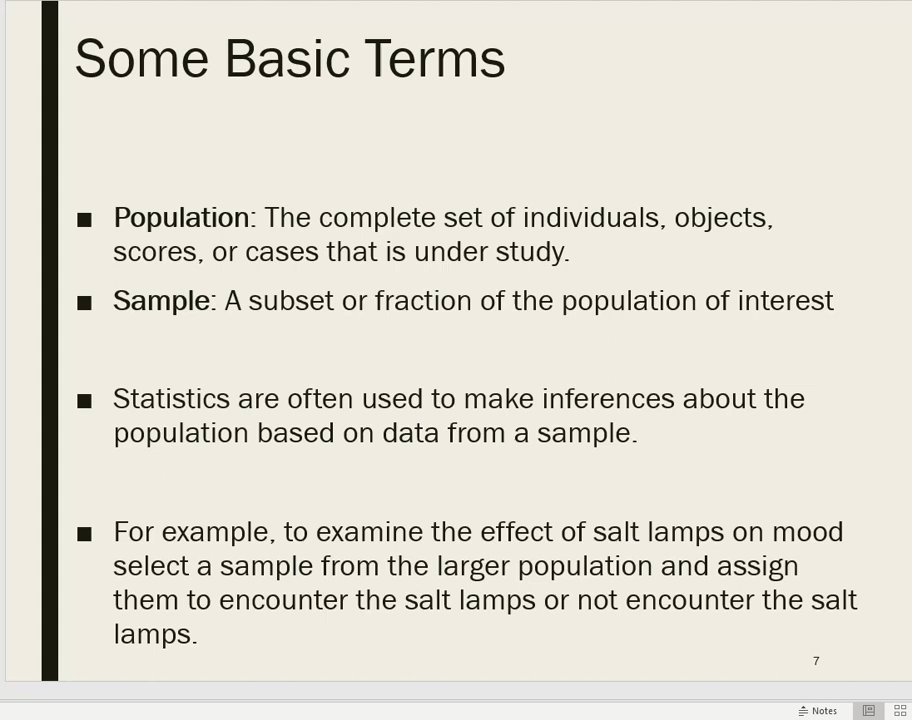 Some Basic Terms
■ Population: The complete set of individuals, objects,
scores, or cases that is under study.
■ Sample: A subset or fraction of the population of interest
■ Statistics are often used to make inferences about the
population based on data from a sample.
■ For example, to examine the effect of salt lamps on mood
select a sample from the larger population and assign
them to encounter the salt lamps or not encounter the salt
lamps.
7
Notes